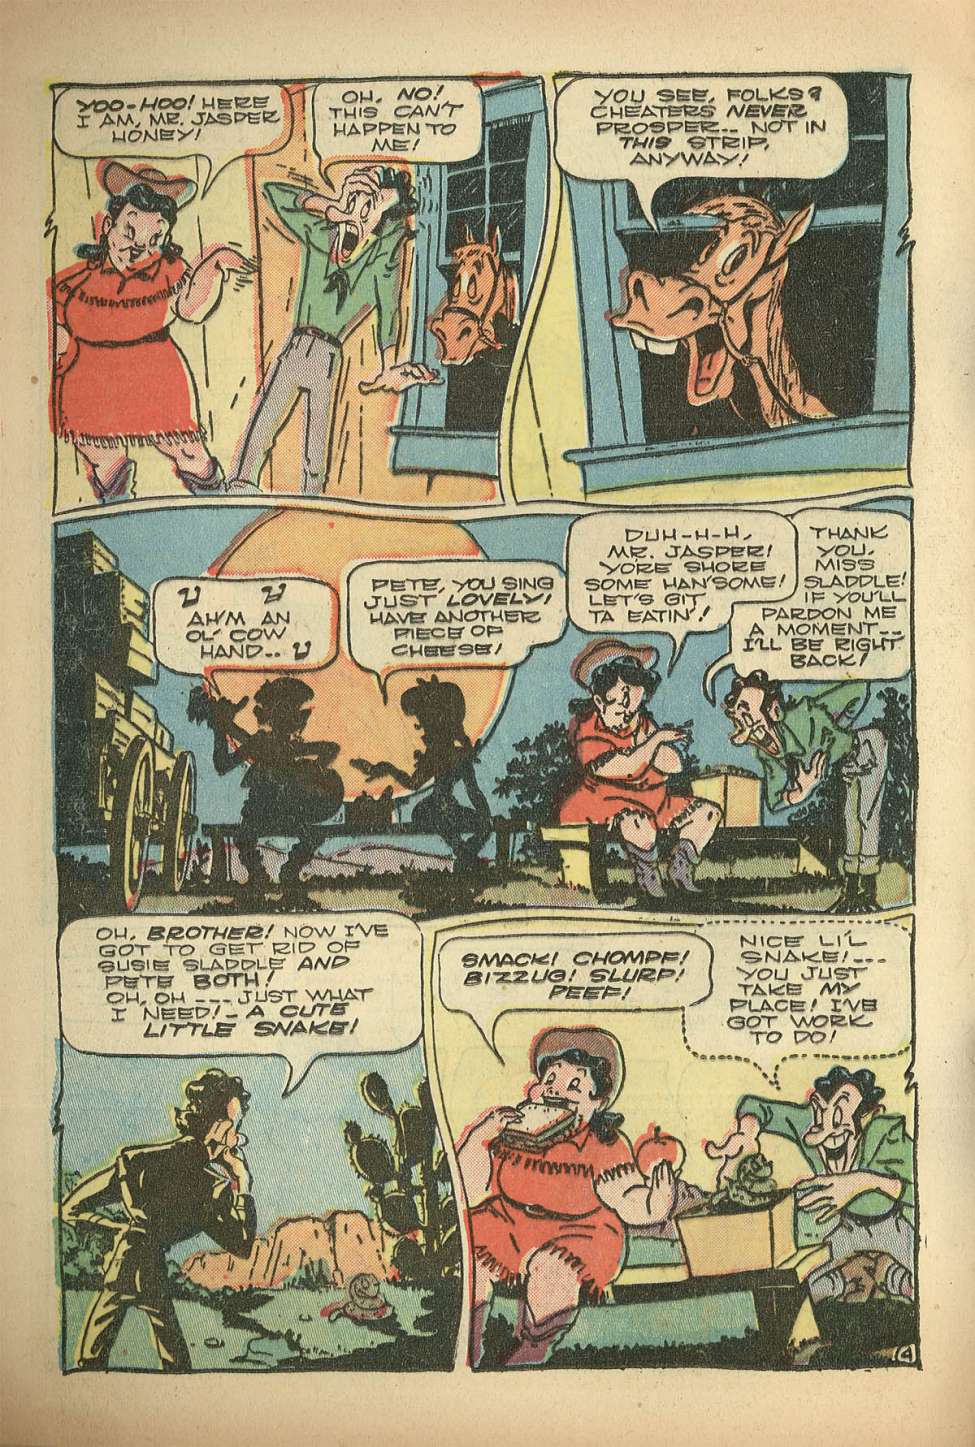 YOO-HOO! HERE
I AM, MR. JASPER
HONEY!
OH, NO!
THIS CAN'T
HAPPEN TO
ME!
YOU SEE, FOLKS?
CHEATERS NEVER
PROSPER-- NOT IN
THIS STRIP,
ANYWAY!
AH'M AN
OL' COW
HAND--
PETE, YOU SING
JUST LOVELY!
HAVE ANOTHER
PIECE OF
CHEESE!
DUH-H-H,
MR. JASPER!
YORE SHORE
SOME HAN'SOME!
LET'S GIT
TA EATIN'!
THANK
YOU,
MISS
SLADDLE!
IF YOU'LL
PARDON ME
A MOMENT--
I'LL BE RIGHT
BACK!
OH, BROTHER! NOW I'VE
GOT TO GET RID OF
SUSIE SLADDLE AND
PETE BOTH!
OH, OH --- JUST WHAT
I NEED!- A CUTE
LITTLE SNAKE!
SMACK! CHOMPF!
BIZZUG! SLURP!
PEEF!
NICE LI'L
SNAKE!---
YOU JUST
TAKE MY
PLACE! I'VE
GOT WORK
TO DO!
4